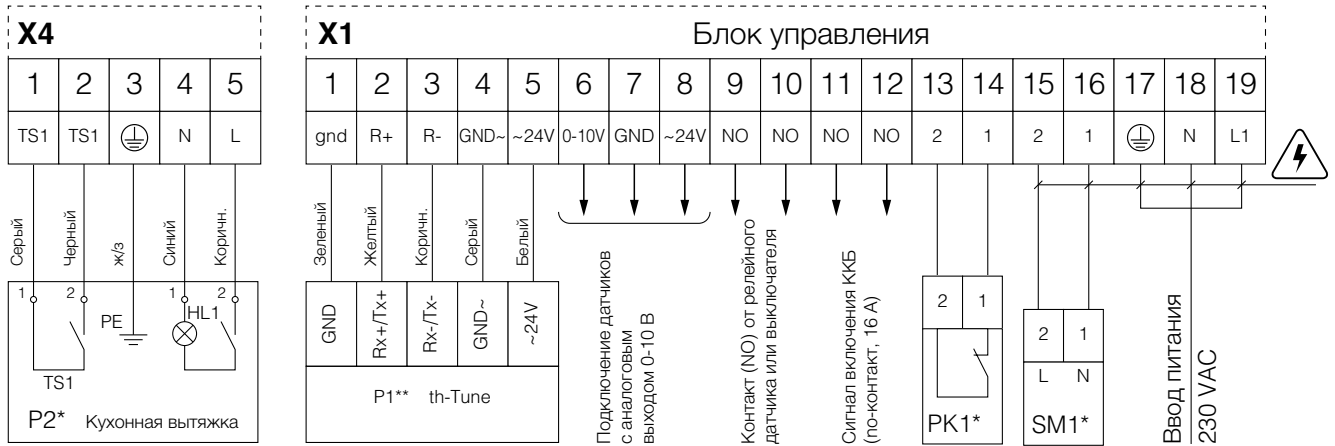 X4
1 2 3 4 5
TS1 TS1 N L
Серый
Черный
ж/з
Синий
Коричн.
1 2 1 2
PE
HL1
TS1
P2* Кухонная вытяжка
X1 Блок управления
1 2 3 4 5 6 7 8 9 10 11 12 13 14 15 16 17 18 19
gnd R+ R- GND~ ~24V 0-10V GND ~24V NO NO NO NO 2 1 2 1 N L1
Зеленый
Желтый
Коричн.
Серый
Белый
GND
Rx+/Tx+
Rx-/Tx-
GND~
~24V
P1** th-Tune
Подключение датчиков
с аналоговым
выходом 0-10 В
Контакт (NO) от релейного
датчика или выключателя
Сигнал включения ККБ
(no-контакт, 16 А)
2 1
PK1*
2 1
L N
SM1*
Ввод питания
230 VAC